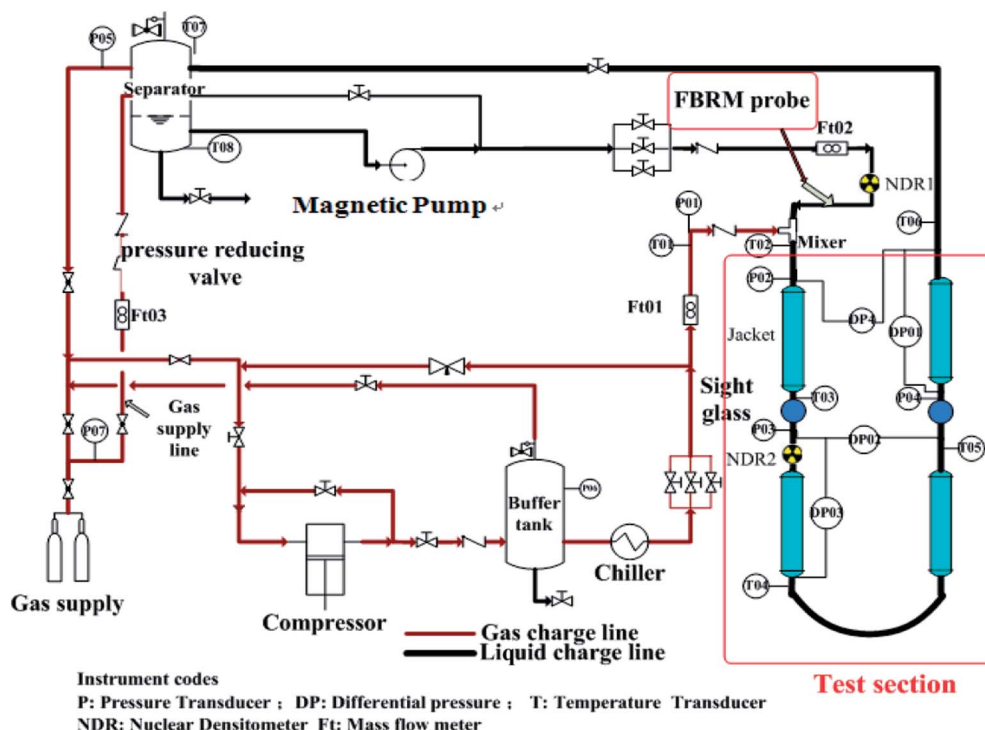 P05
T07
Separator
FBRM probe
Ft02
T08
NDR1
Magnetic Pump
P01
T06
T01
T02
Mixer
pressure reducing
valve
P02
Ft03
Ft01
DP4
DP01
Jacket
Sight
glass
T03
P04
Gas
supply
line
P03
DP02
P07
T05
NDR2
P06
Buffer
tank
DP03
Chiller
T04
Gas supply
Compressor
Gas charge line
Liquid charge line
Test section
Instrument codes
P: Pressure Transducer ; DP: Differential pressure ; T: Temperature Transducer
NDR: Nuclear Densitometer Ft: Mass flow meter